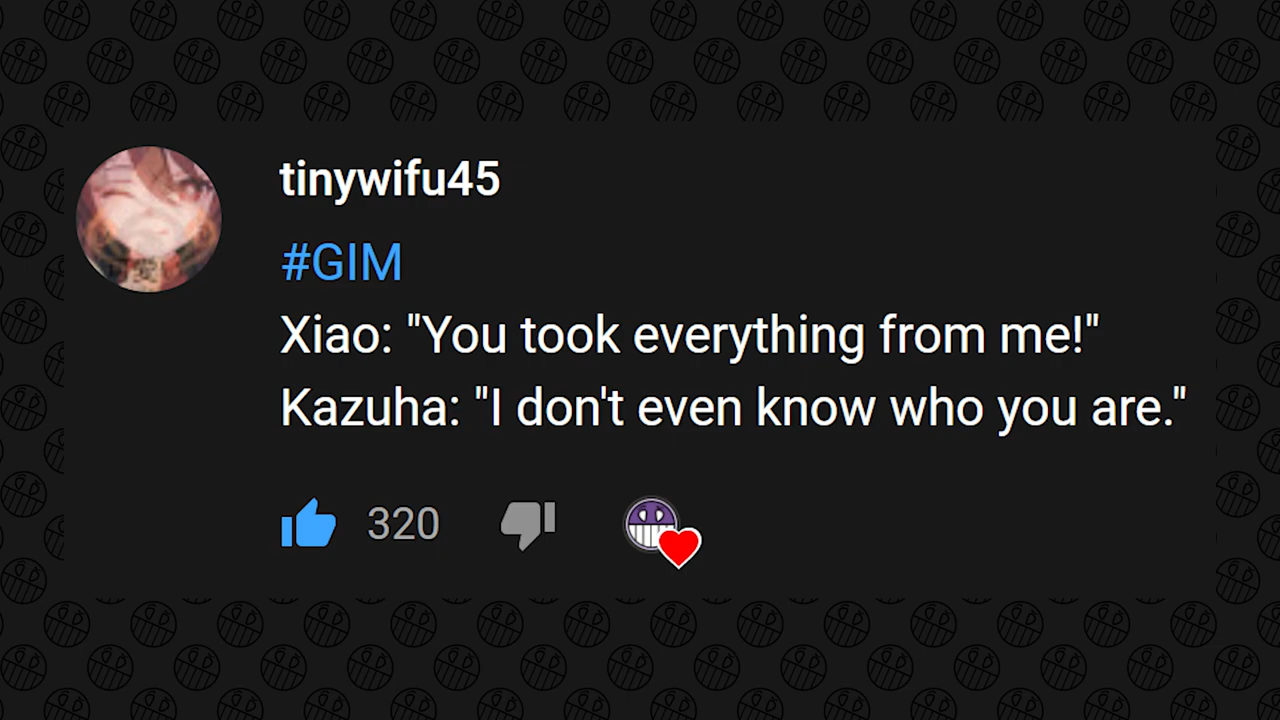 tinywifu45
#GIM
Xiao: "You took everything from me!"
Kazuha: "I don't even know who you are."
320